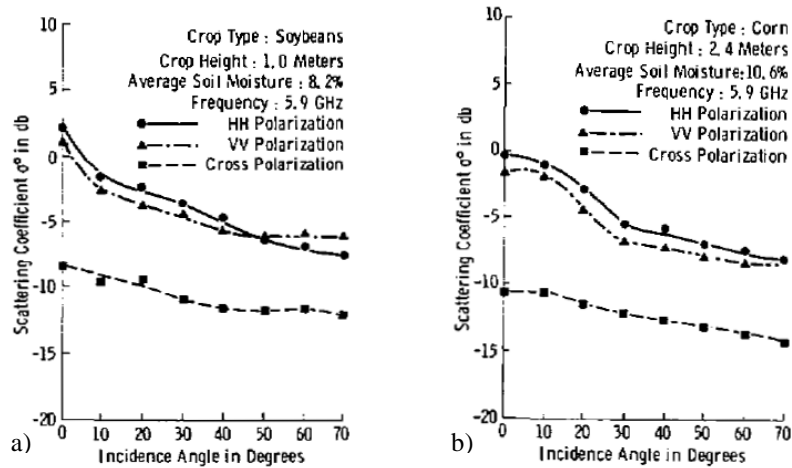 10
5
0
-5
-10
-15
-20
Scattering Coefficient σ° in db
Crop Type : Soybeans
Crop Height : 1.0 Meters
Average Soil Moisture : 8.2%
Frequency : 5.9 GHz
HH Polarization
VV Polarization
Cross Polarization
0 10 20 30 40 50 60 70
Incidence Angle in Degrees
a)
10
5
0
-5
-10
-15
-20
Scattering Coefficient σ° in db
Crop Type : Corn
Crop Height : 2.4 Meters
Average Soil Moisture:10.6%
Frequency : 5.9 GHz
HH Polarization
VV Polarization
Cross Polarization
0 10 20 30 40 50 60 70
Incidence Angle in Degrees
b)